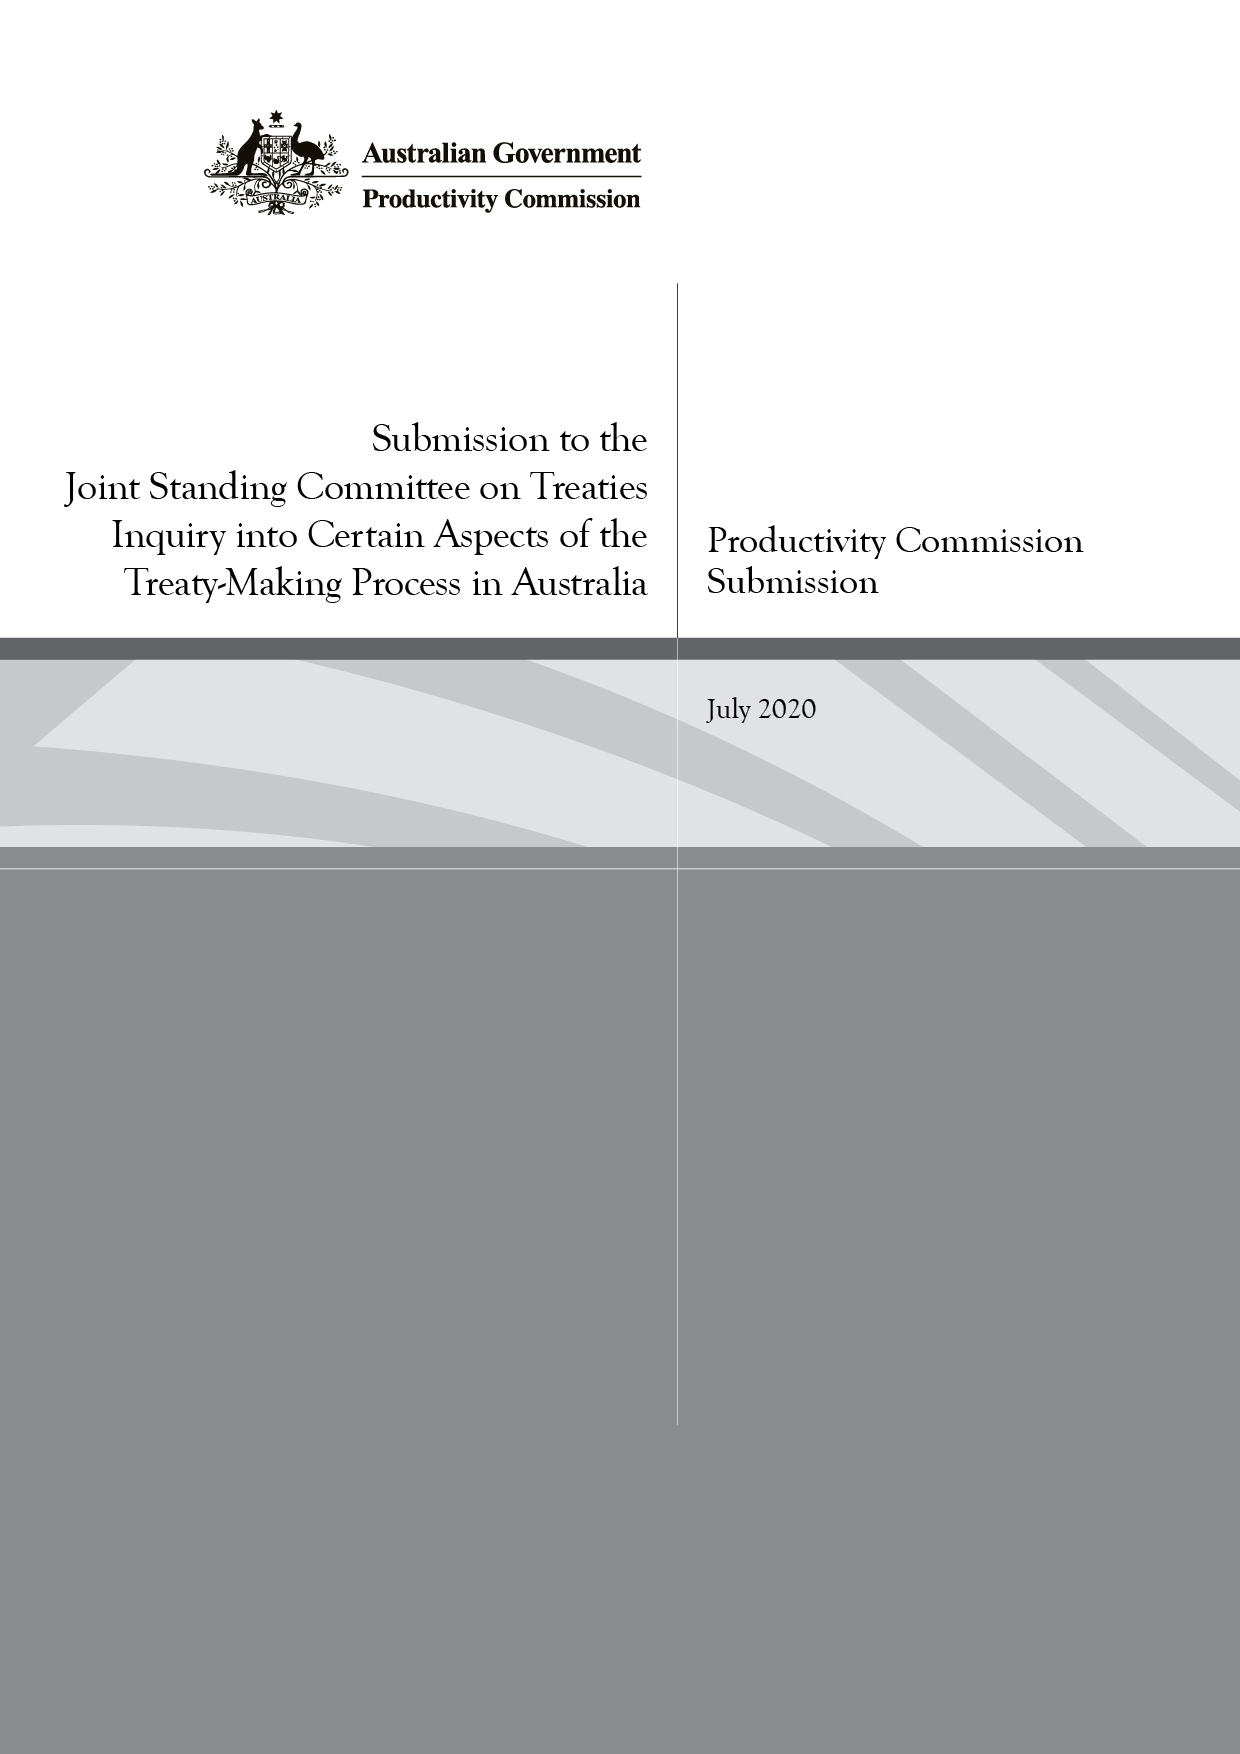 AUSTRALIA
Australian Government
Productivity Commission
Submission to the
Joint Standing Committee on Treaties
Inquiry into Certain Aspects of the
Treaty-Making Process in Australia
Productivity Commission
Submission
July 2020